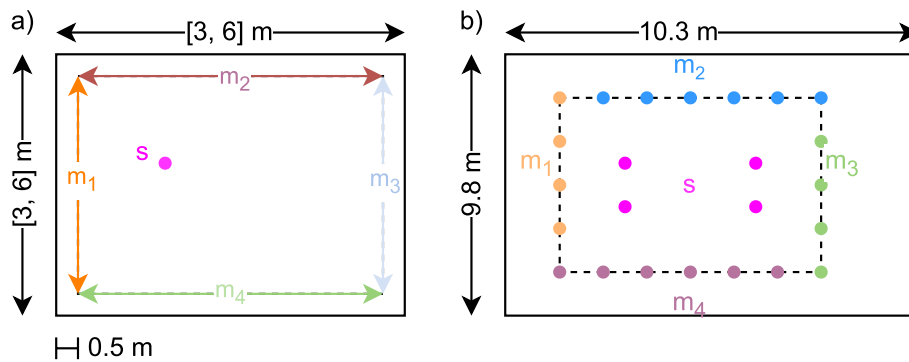 a)
[3, 6] m
m₂
s
m₁
m₃
[3, 6] m
m₄
0.5 m
b)
10.3 m
m₂
m₁
m₃
s
9.8 m
m₄